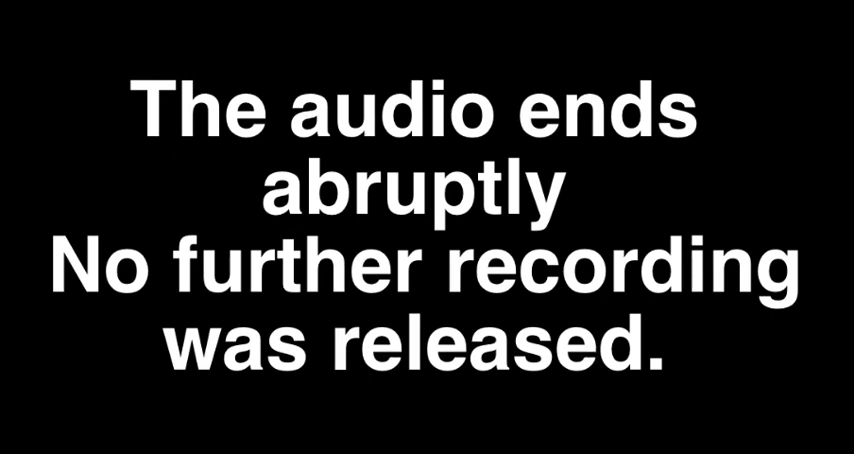 The audio ends
abruptly
No further recording
was released.